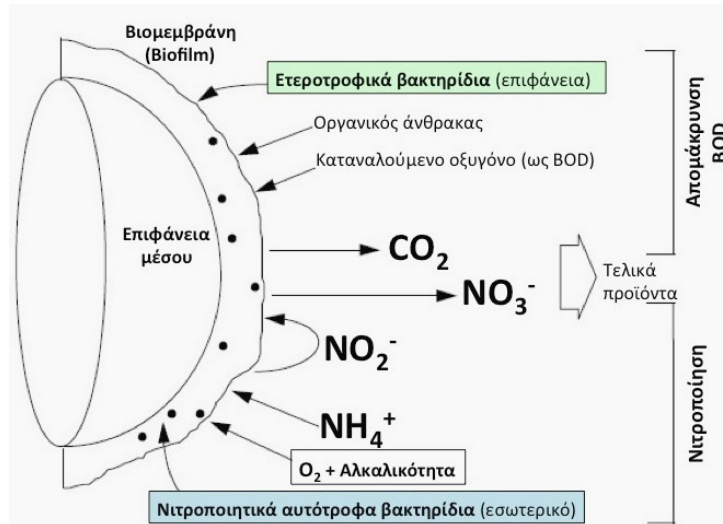 Βιομεμβράνη
(Biofilm)
Ετεροτροφικά βακτηρίδια (επιφάνεια)
Οργανικός άνθρακας
Καταναλούμενο οξυγόνο (ως BOD)
Απομάκρυνση
BOD
Επιφάνεια
μέσου
CO₂
NO₃⁻
Τελικά
προϊόντα
NO₂⁻
NH₄⁺
O₂ + Αλκαλικότητα
Νιτροποιητικά αυτότροφα βακτηρίδια (εσωτερικό)
Νιτροποίηση